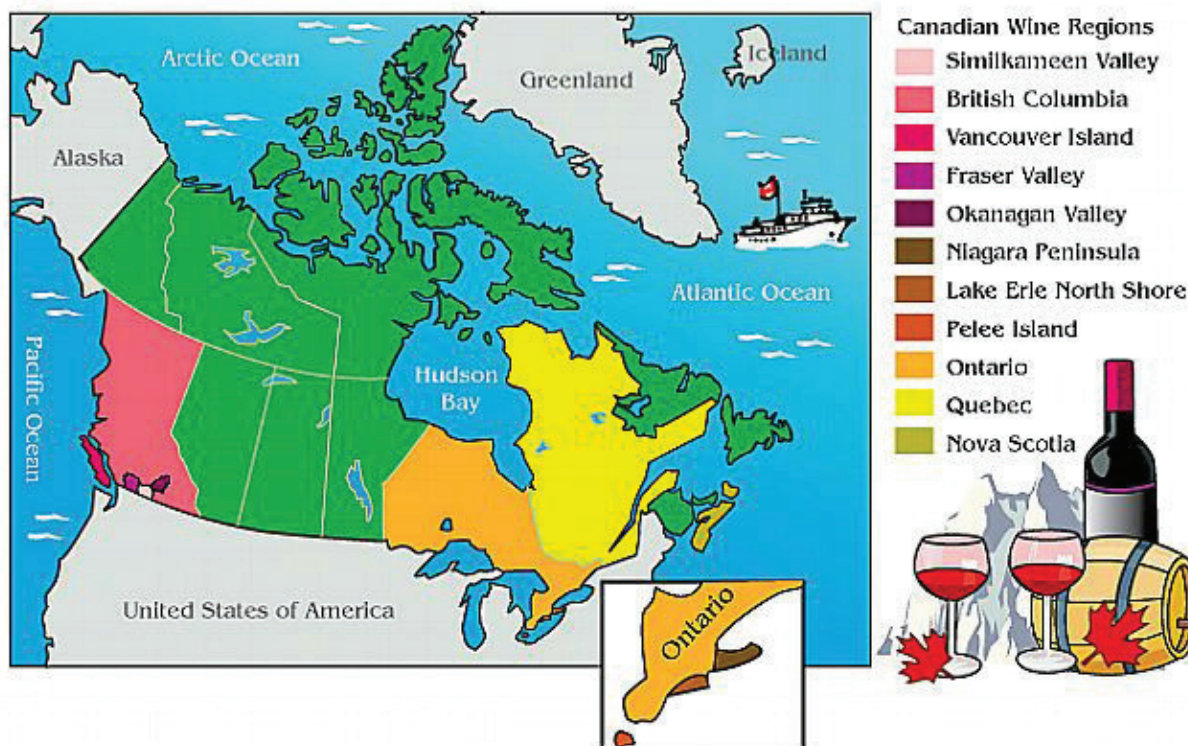 Arctic Ocean
Greenland
Iceland
Alaska
Atlantic Ocean
Pacific Ocean
Hudson
Bay
United States of America
Ontario
Canadian Wine Regions
Similkameen Valley
British Columbia
Vancouver Island
Fraser Valley
Okanagan Valley
Niagara Peninsula
Lake Erle North Shore
Pelee Island
Ontario
Quebec
Nova Scotla